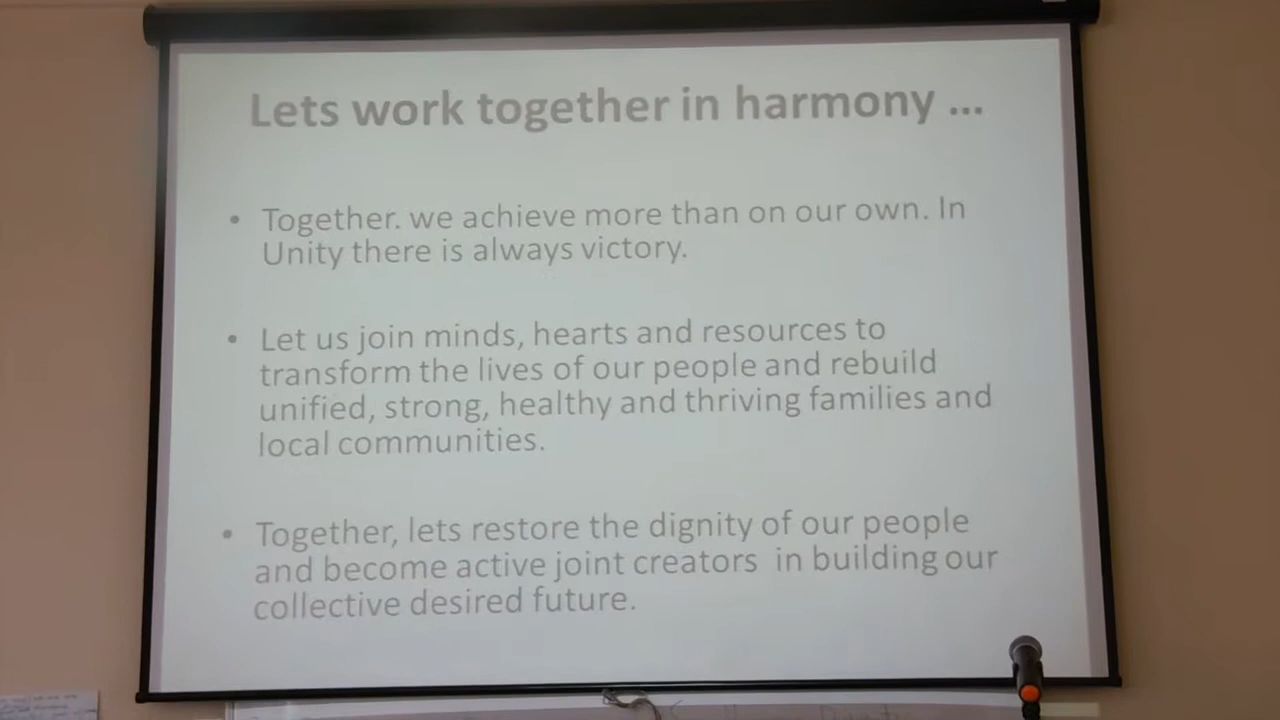 Lets work together in harmony ...
• Together. we achieve more than on our own. In
Unity there is always victory.
• Let us join minds, hearts and resources to
transform the lives of our people and rebuild
unified, strong, healthy and thriving families and
local communities.
• Together, lets restore the dignity of our people
and become active joint creators in building our
collective desired future.